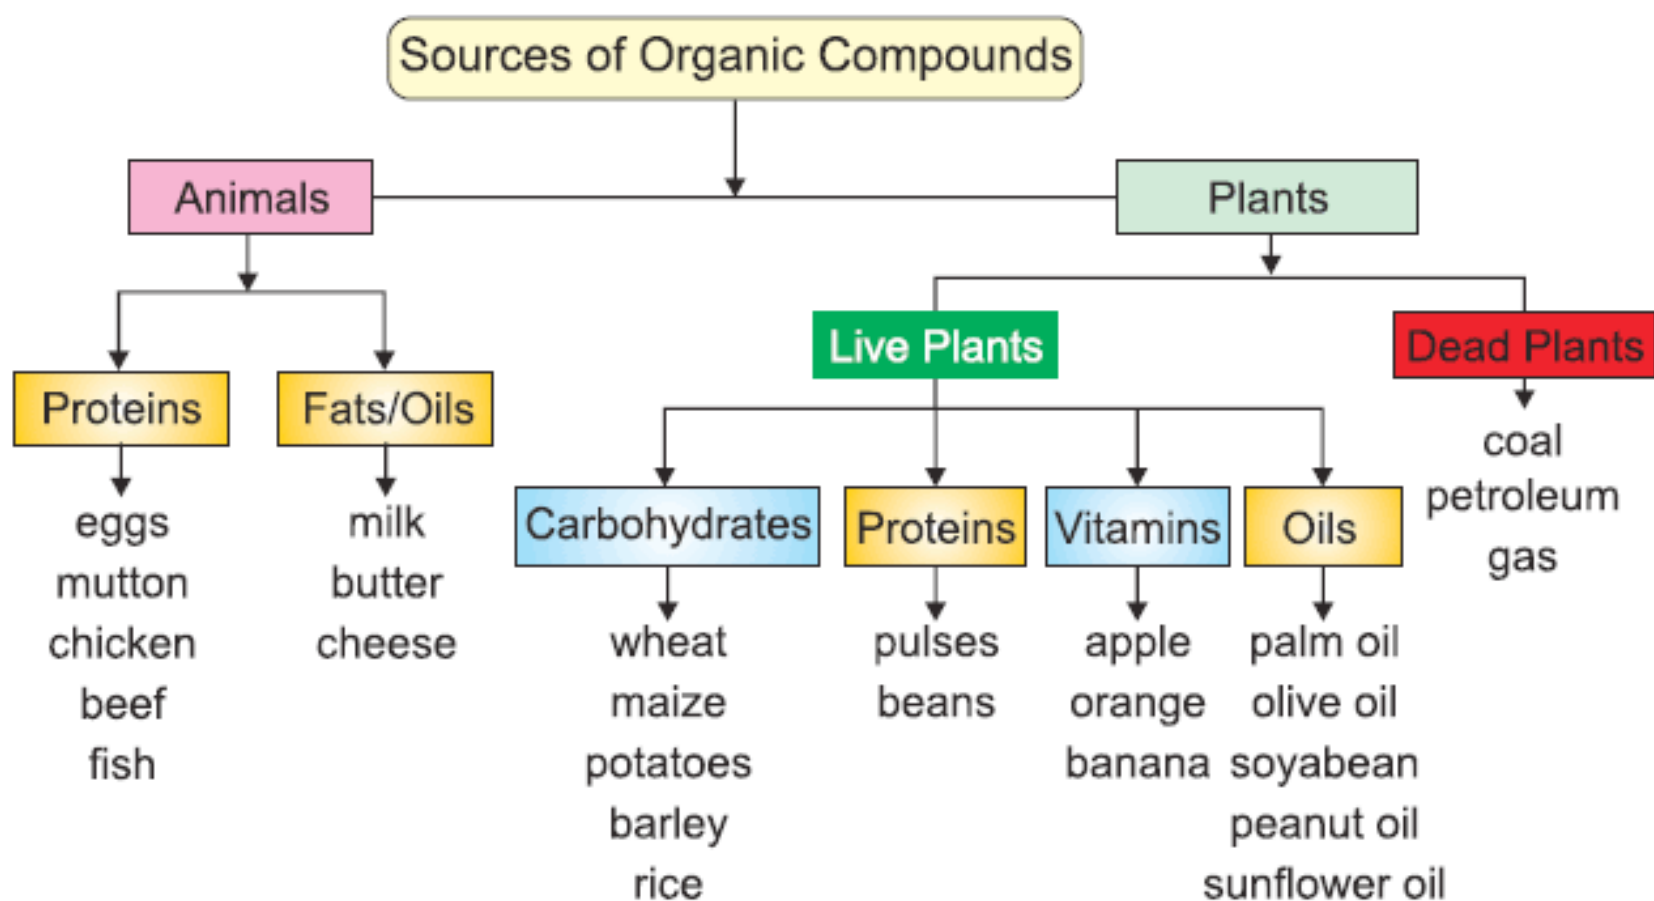 Sources of Organic Compounds
Animals
Plants
Live Plants
Dead Plants
Proteins
Fats/Oils
coal
petroleum
gas
eggs
mutton
chicken
beef
fish
milk
butter
cheese
Carbohydrates
Proteins
Vitamins
Oils
wheat
maize
potatoes
barley
rice
pulses
beans
apple
orange
banana
palm oil
olive oil
soyabean
peanut oil
sunflower oil